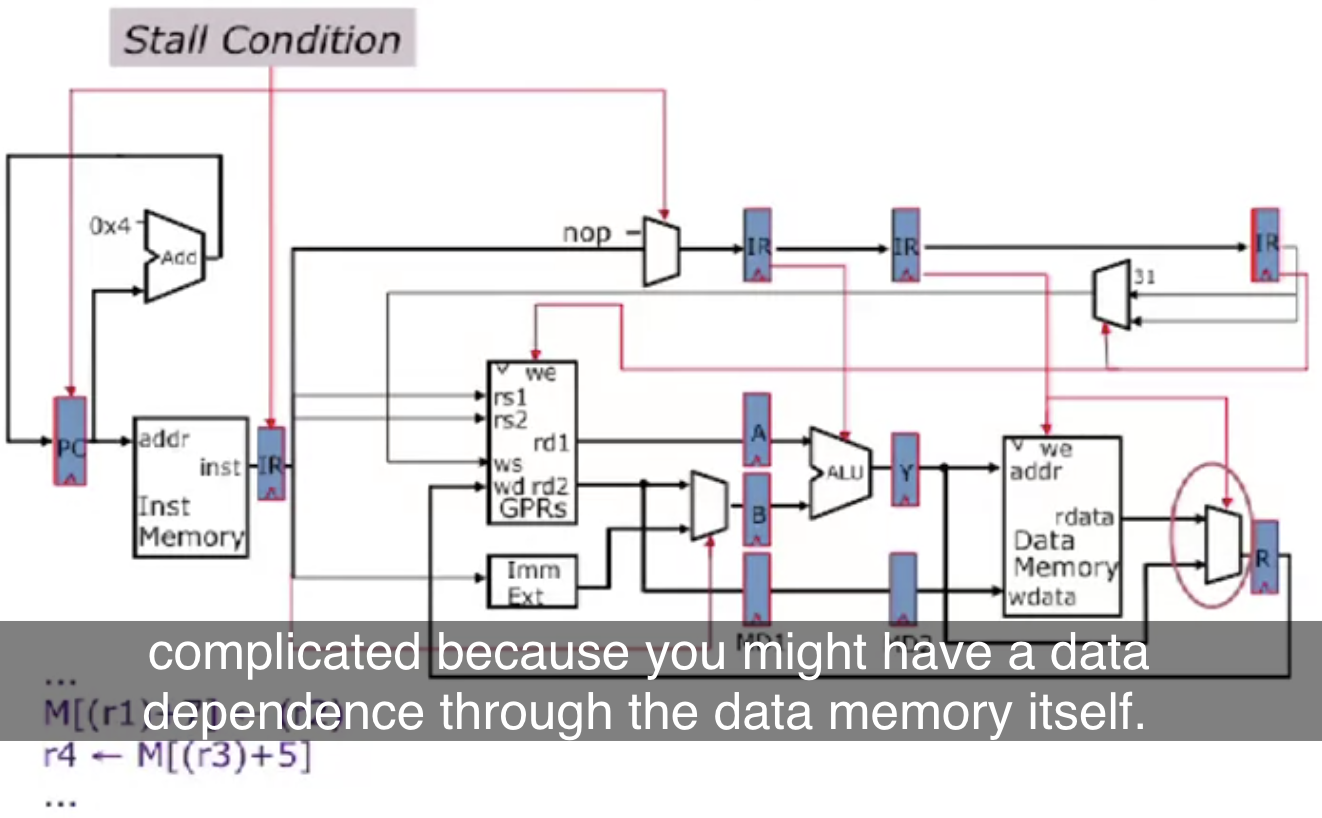 Stall Condition
0x4
Add
nop
IR
IR
IR
31
we
rs1
rs2
rd1
ws
wd rd2
GPRs
PC
addr
inst
Inst
Memory
IR
A
B
ALU
Y
we
addr
rdata
Data
Memory
wdata
R
Imm
Ext
MD1
complicated because you might have a data
dependence through the data memory itself.
...
M[(r1)
r4 ← M[(r3)+5]
...